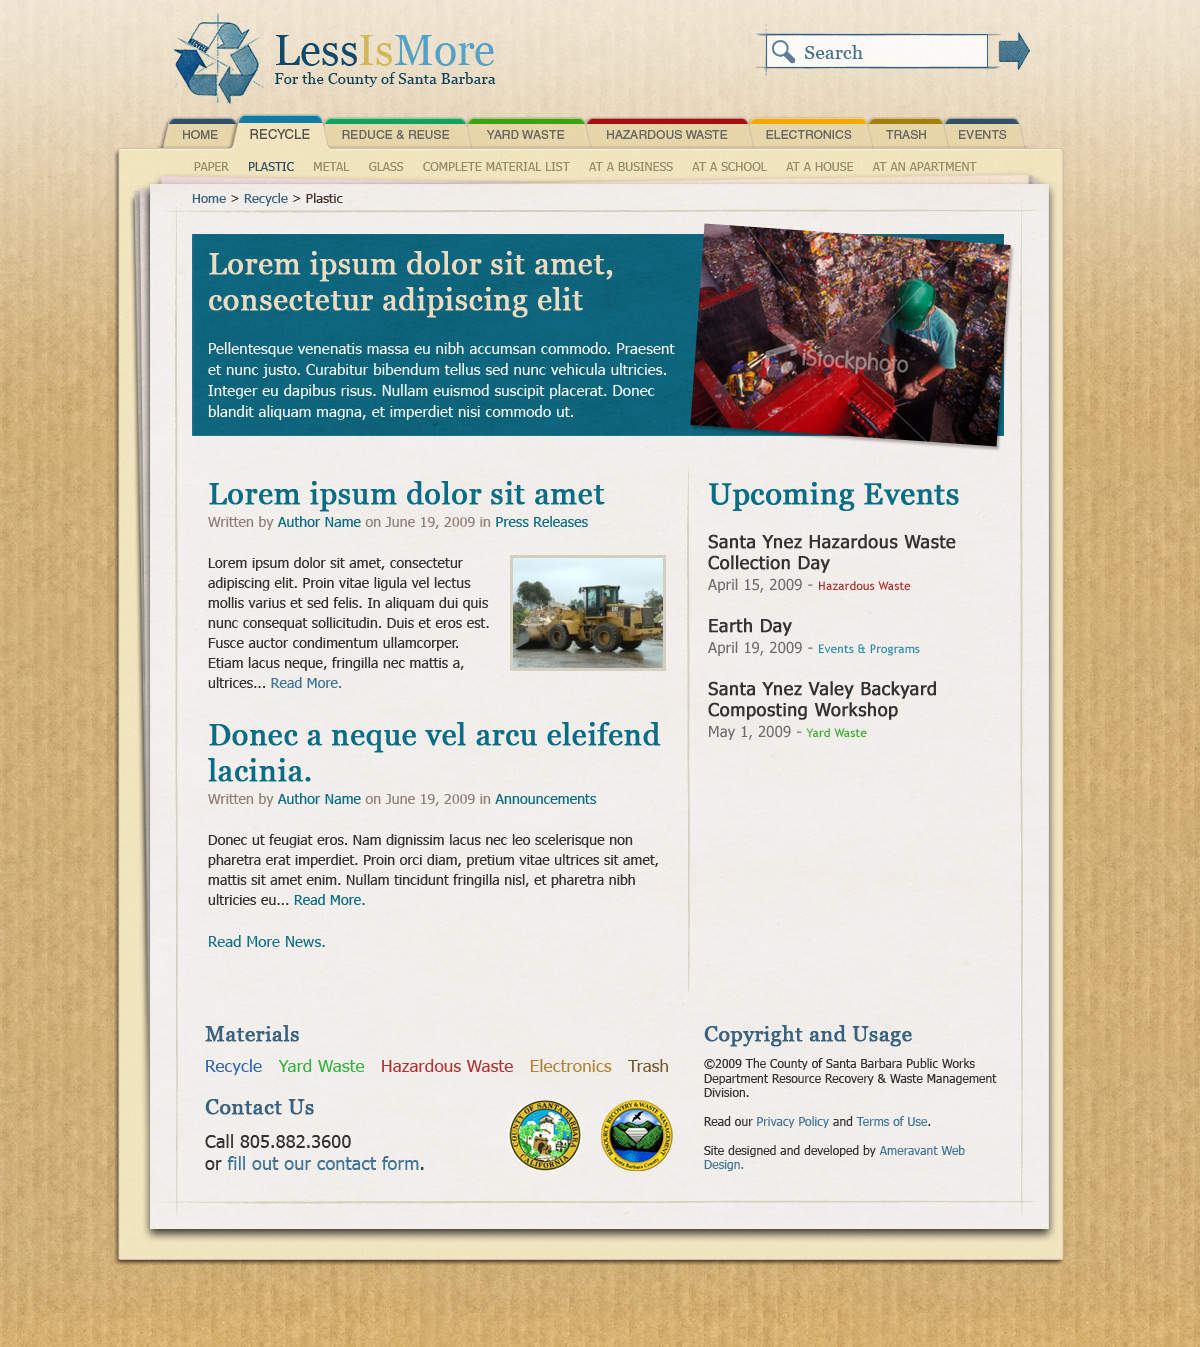 LessIsMore
For the County of Santa Barbara
Search
HOME
RECYCLE
REDUCE & REUSE
YARD WASTE
HAZARDOUS WASTE
ELECTRONICS
TRASH
EVENTS
PAPER
PLASTIC
METAL
GLASS
COMPLETE MATERIAL LIST
AT A BUSINESS
AT A SCHOOL
AT A HOUSE
AT AN APARTMENT
Home > Recycle > Plastic
Lorem ipsum dolor sit amet,
consectetur adipiscing elit
Pellentesque venenatis massa eu nibh accumsan commodo. Praesent
et nunc justo. Curabitur bibendum tellus sed nunc vehicula ultricies.
Integer eu dapibus risus. Nullam euismod suscipit placerat. Donec
blandit aliquam magna, et imperdiet nisi commodo ut.
iStockphoto
Lorem ipsum dolor sit amet
Written by Author Name on June 19, 2009 in Press Releases
Lorem ipsum dolor sit amet, consectetur
adipiscing elit. Proin vitae ligula vel lectus
mollis varius et sed felis. In aliquam dui quis
nunc consequat sollicitudin. Duis et eros est.
Fusce auctor condimentum ullamcorper.
Etiam lacus neque, fringilla nec mattis a,
ultrices... Read More.
Donec a neque vel arcu eleifend
lacinia.
Written by Author Name on June 19, 2009 in Announcements
Donec ut feugiat eros. Nam dignissim lacus nec leo scelerisque non
pharetra erat imperdiet. Proin orci diam, pretium vitae ultrices sit amet,
mattis sit amet enim. Nullam tincidunt fringilla nisl, et pharetra nibh
ultricies eu... Read More.
Read More News.
Upcoming Events
Santa Ynez Hazardous Waste
Collection Day
April 15, 2009 - Hazardous Waste
Earth Day
April 19, 2009 - Events & Programs
Santa Ynez Valey Backyard
Composting Workshop
May 1, 2009 - Yard Waste
Materials
Recycle
Yard Waste
Hazardous Waste
Electronics
Trash
Contact Us
Call 805.882.3600
or fill out our contact form.
COUNTY OF SANTA BARBARA
CALIFORNIA
RESOURCE RECOVERY & WASTE MANAGEMENT
Santa Barbara County
Copyright and Usage
©2009 The County of Santa Barbara Public Works
Department Resource Recovery & Waste Management
Division.
Read our Privacy Policy and Terms of Use.
Site designed and developed by Ameravant Web
Design.